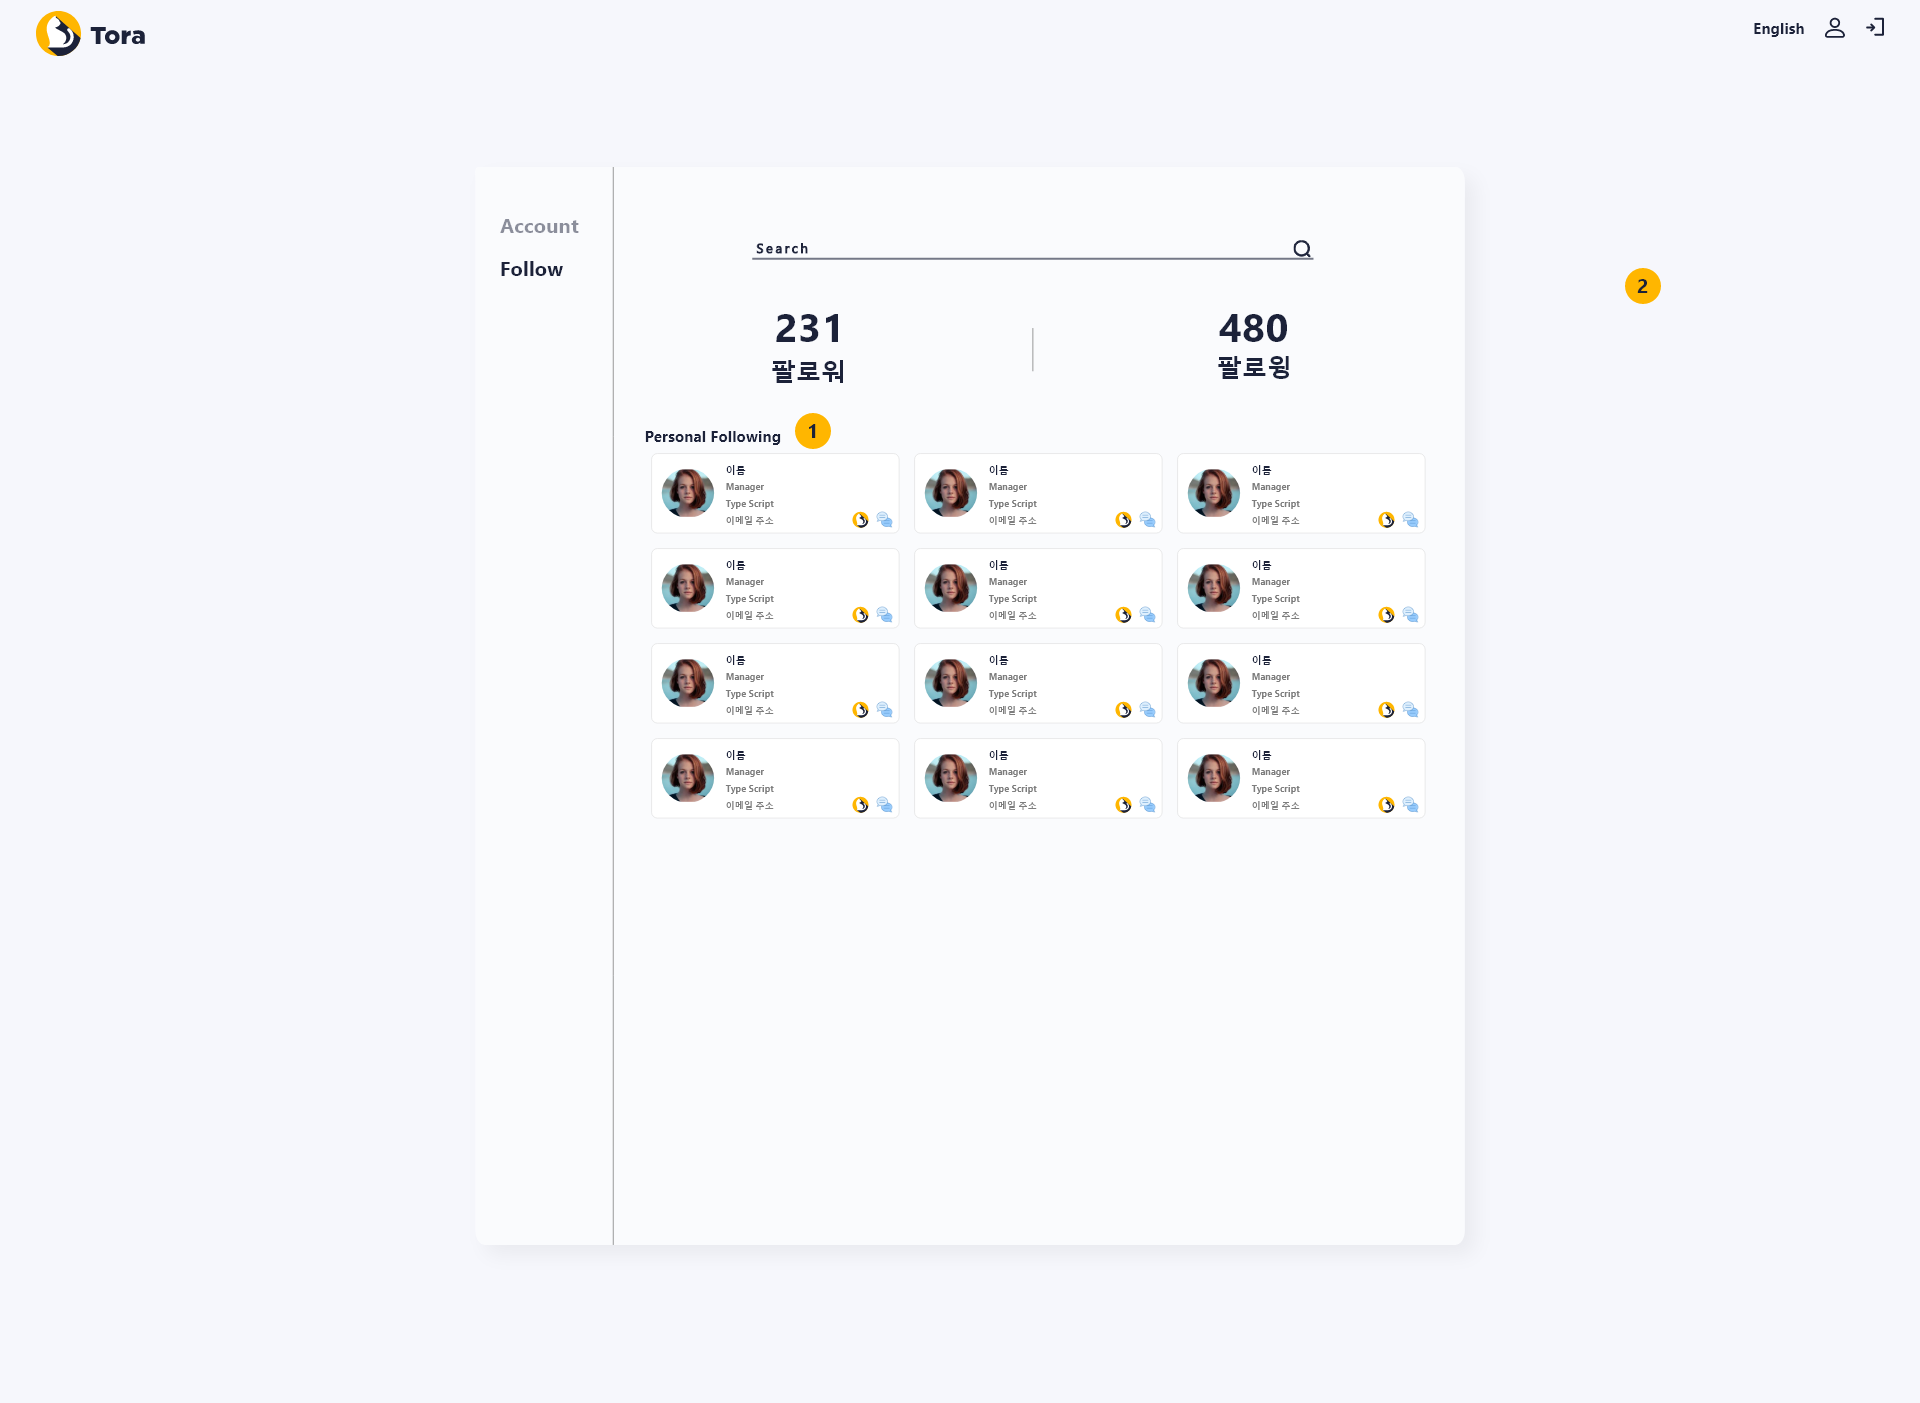 Tora
English
Account
Follow
Search
2
231
480
팔로워
팔로윙
Personal Following
1
이름
Manager
Type Script
이메일 주소
이름
Manager
Type Script
이메일 주소
이름
Manager
Type Script
이메일 주소
이름
Manager
Type Script
이메일 주소
이름
Manager
Type Script
이메일 주소
이름
Manager
Type Script
이메일 주소
이름
Manager
Type Script
이메일 주소
이름
Manager
Type Script
이메일 주소
이름
Manager
Type Script
이메일 주소
이름
Manager
Type Script
이메일 주소
이름
Manager
Type Script
이메일 주소
이름
Manager
Type Script
이메일 주소